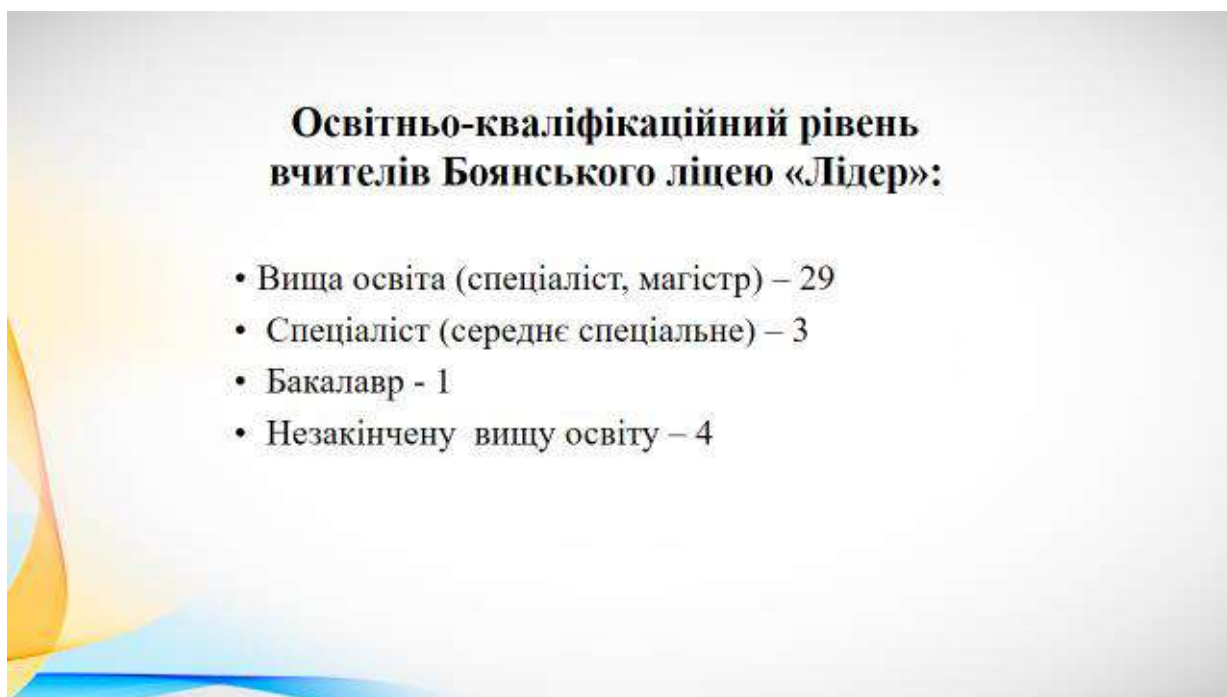 Освітньо-кваліфікаційний рівень
вчителів Боянського ліцею «Лідер»:
• Вища освіта (спеціаліст, магістр) – 29
• Спеціаліст (середнє спеціальне) – 3
• Бакалавр - 1
• Незакінчену вищу освіту – 4